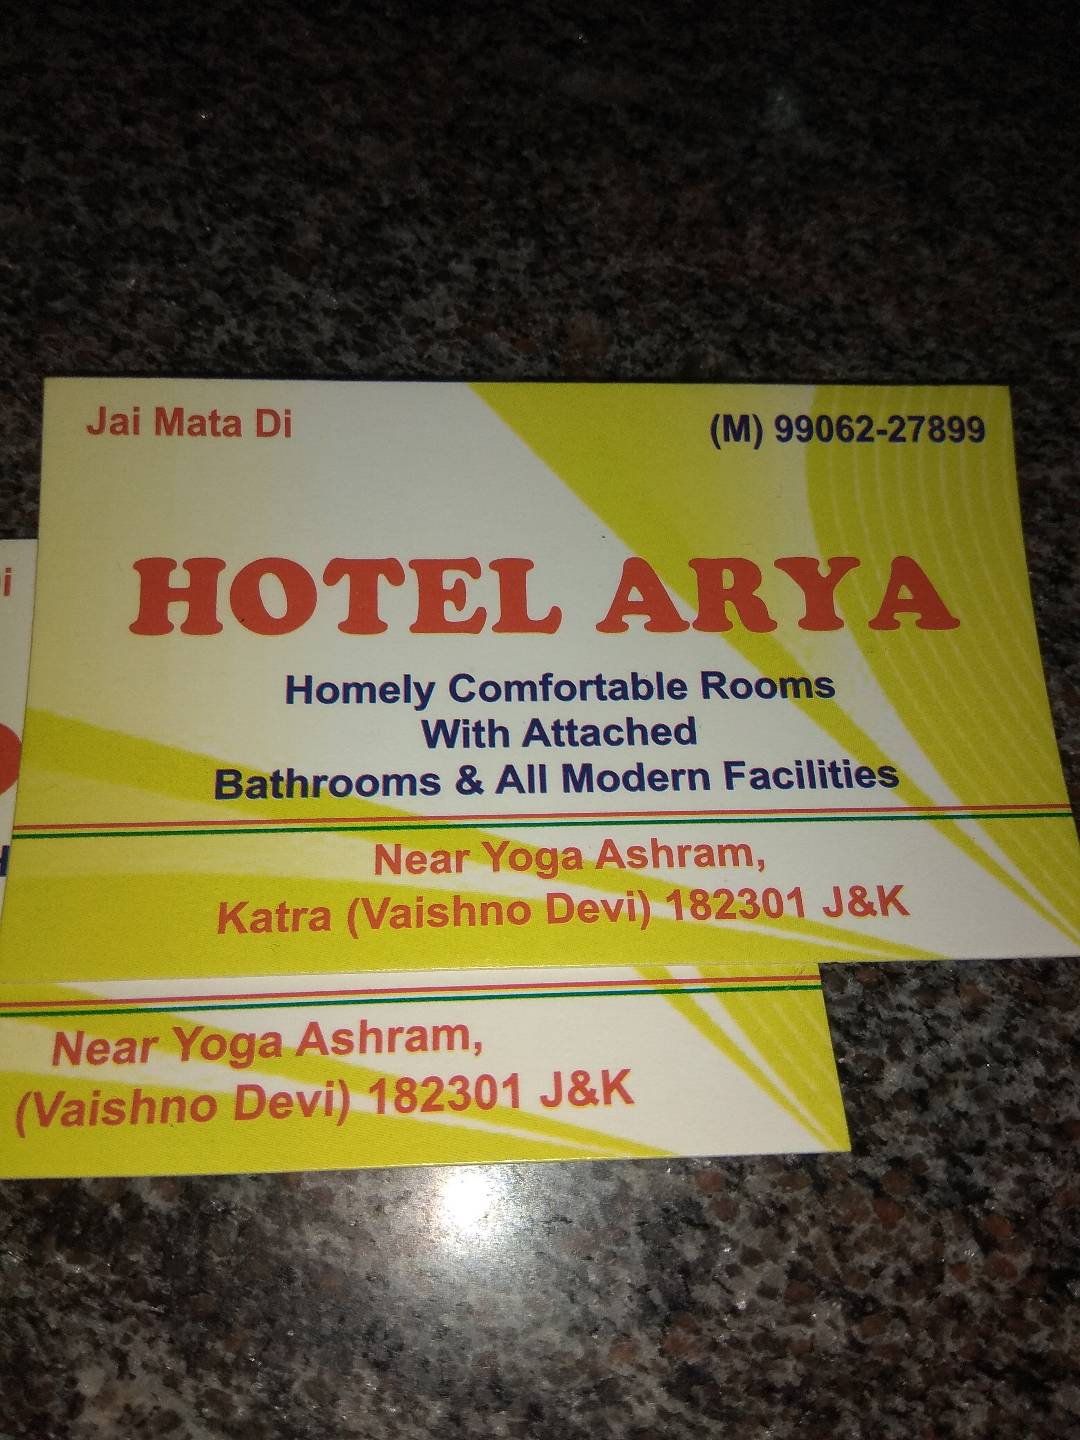 Jai Mata Di
(M) 99062-27899
HOTEL ARYA
Homely Comfortable Rooms
With Attached
Bathrooms & All Modern Facilities
Near Yoga Ashram,
Katra (Vaishno Devi) 182301 J&K
Near Yoga Ashram,
(Vaishno Devi) 182301 J&K